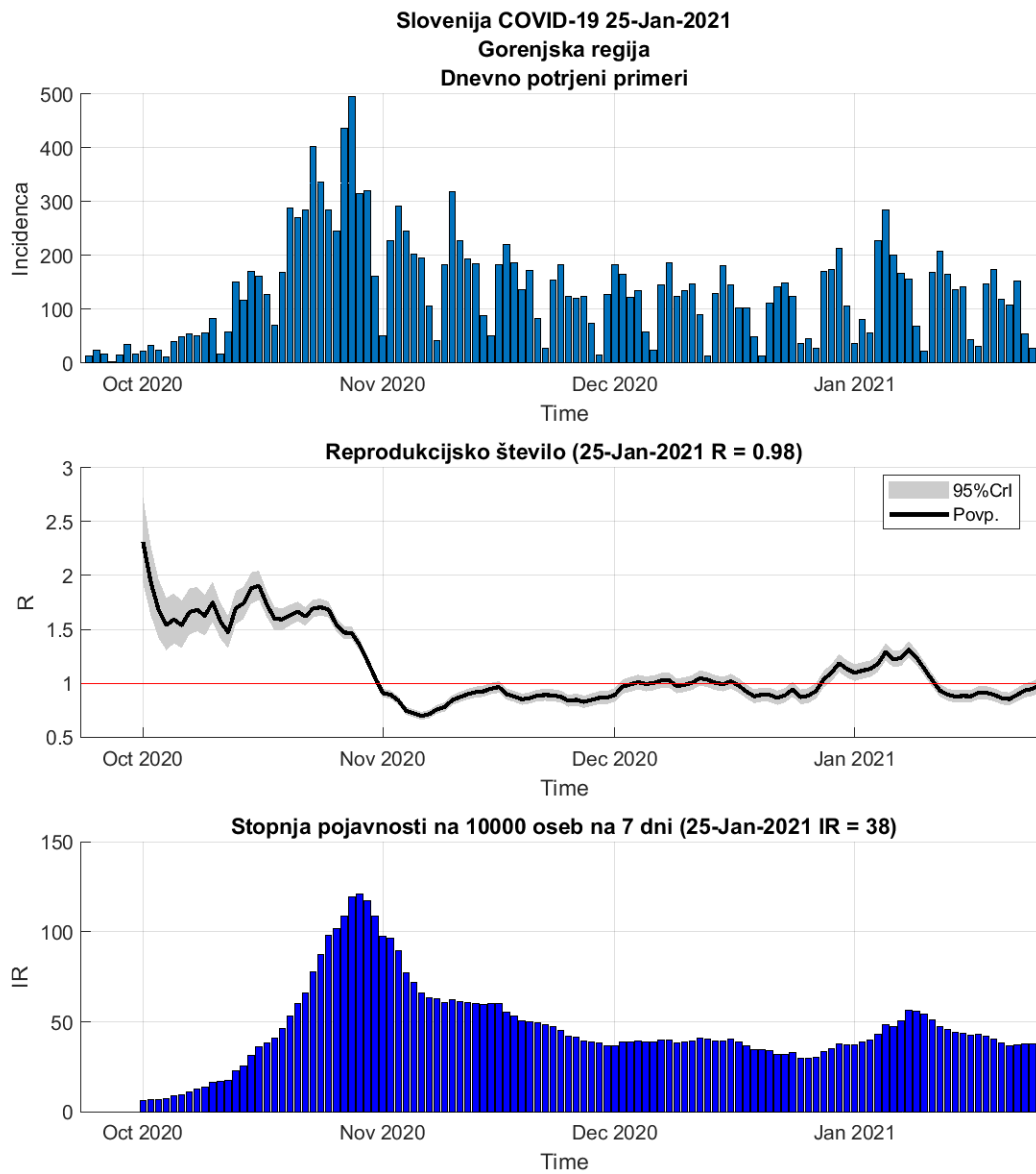 Slovenija COVID-19 25-Jan-2021
Gorenjska regija
Dnevno potrjeni primeri
500
400
300
200
100
0
Incidenca
Oct 2020 Nov 2020 Dec 2020 Jan 2021
Time
Reprodukcijsko število (25-Jan-2021 R = 0.98)
3
2.5
2
1.5
1
0.5
R
95%CrI
Povp.
Oct 2020 Nov 2020 Dec 2020 Jan 2021
Time
Stopnja pojavnosti na 10000 oseb na 7 dni (25-Jan-2021 IR = 38)
150
100
50
0
IR
Oct 2020 Nov 2020 Dec 2020 Jan 2021
Time